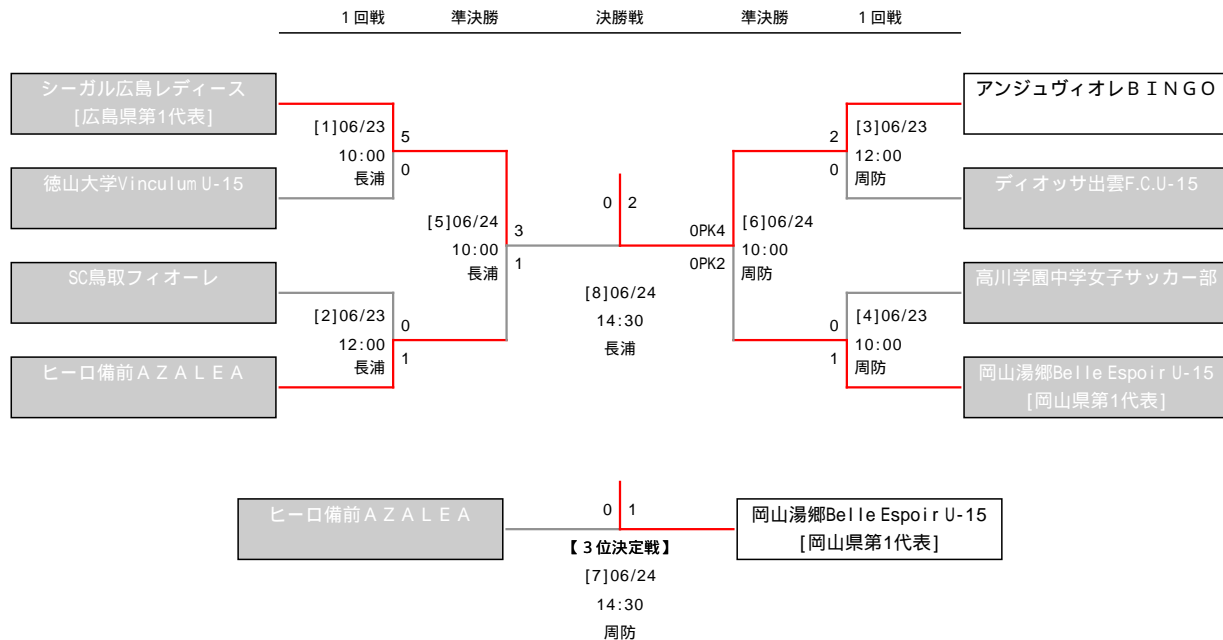 1回戦 準決勝 決勝戦 準決勝 1回戦
シーガル広島レディース
[広島県第1代表]
[1]06/23
10:00
長浦
5
0
徳山大学Vinculum U-15
SC鳥取フィオーレ
[2]06/23
12:00
長浦
0
1
ヒーロ備前AZALEA
[5]06/24
10:00
長浦
3
1
0 2
[8]06/24
14:30
長浦
0PK4
0PK2
[6]06/24
10:00
周防
アンジュヴィオレBINGO
2
0
[3]06/23
12:00
周防
ディオッサ出雲F.C.U-15
高川学園中学女子サッカー部
0
1
[4]06/23
10:00
周防
岡山湯郷Belle Espoir U-15
[岡山県第1代表]
ヒーロ備前AZALEA
0 1
岡山湯郷Belle Espoir U-15
[岡山県第1代表]
【3位決定戦】
[7]06/24
14:30
周防